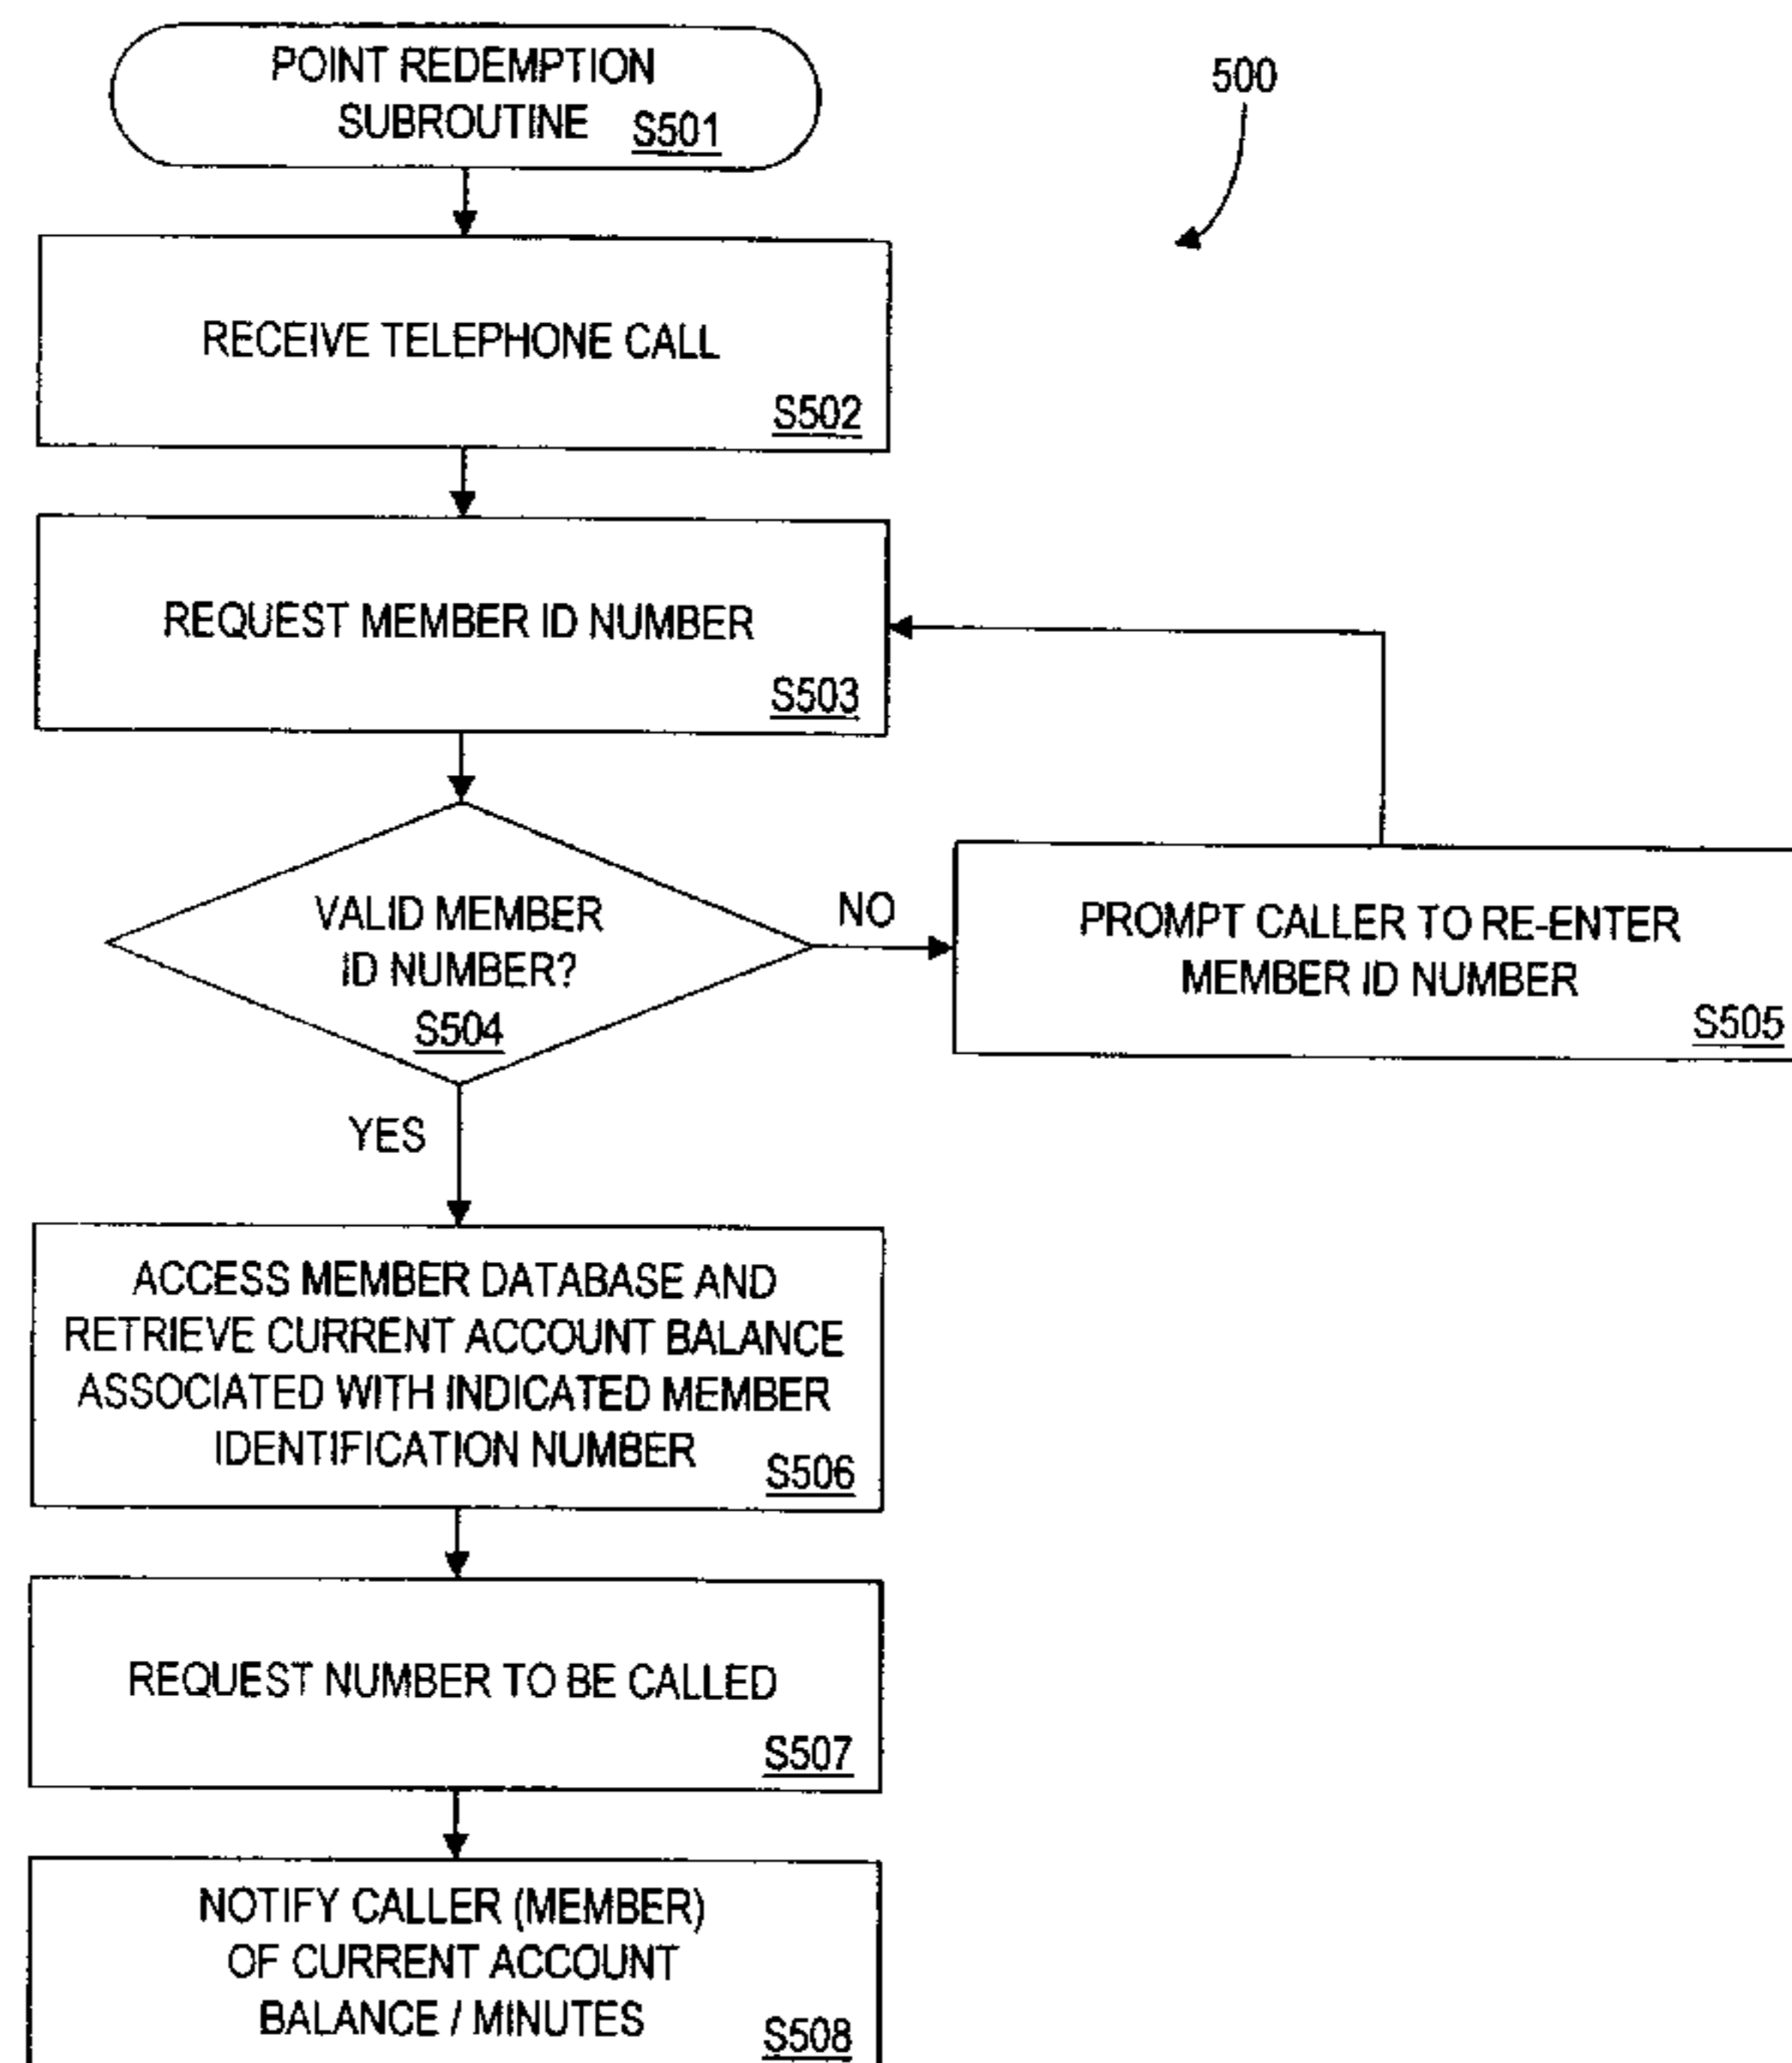 POINT REDEMPTION
SUBROUTINE S501
500
RECEIVE TELEPHONE CALL
S502
REQUEST MEMBER ID NUMBER
S503
VALID MEMBER
ID NUMBER?
S504
NO
PROMPT CALLER TO RE-ENTER
MEMBER ID NUMBER
S505
YES
ACCESS MEMBER DATABASE AND
RETRIEVE CURRENT ACCOUNT BALANCE
ASSOCIATED WITH INDICATED MEMBER
IDENTIFICATION NUMBER S506
REQUEST NUMBER TO BE CALLED
S507
NOTIFY CALLER (MEMBER)
OF CURRENT ACCOUNT
BALANCE / MINUTES
S508